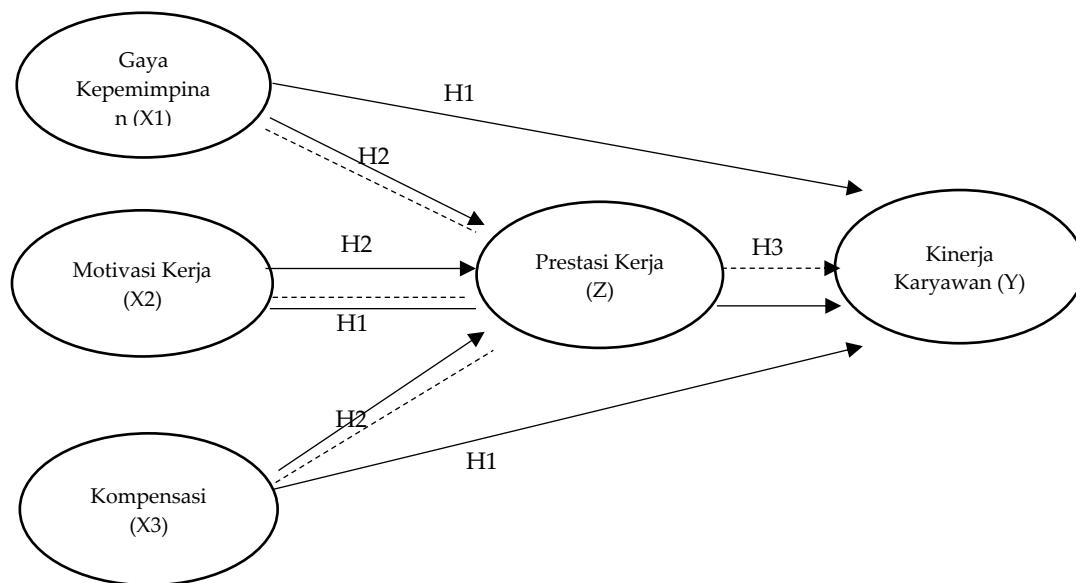 Gaya
Kepemimpina
n (X1)
H1
H2
Motivasi Kerja
(X2)
H2
H1
Prestasi Kerja
(Z)
H3
Kinerja
Karyawan (Y)
H2
H1
Kompensasi
(X3)